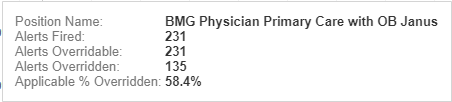 Position Name: BMG Physician Primary Care with OB Janus
Alerts Fired: 231
Alerts Overridable: 231
Alerts Overridden: 135
Applicable % Overridden: 58.4%